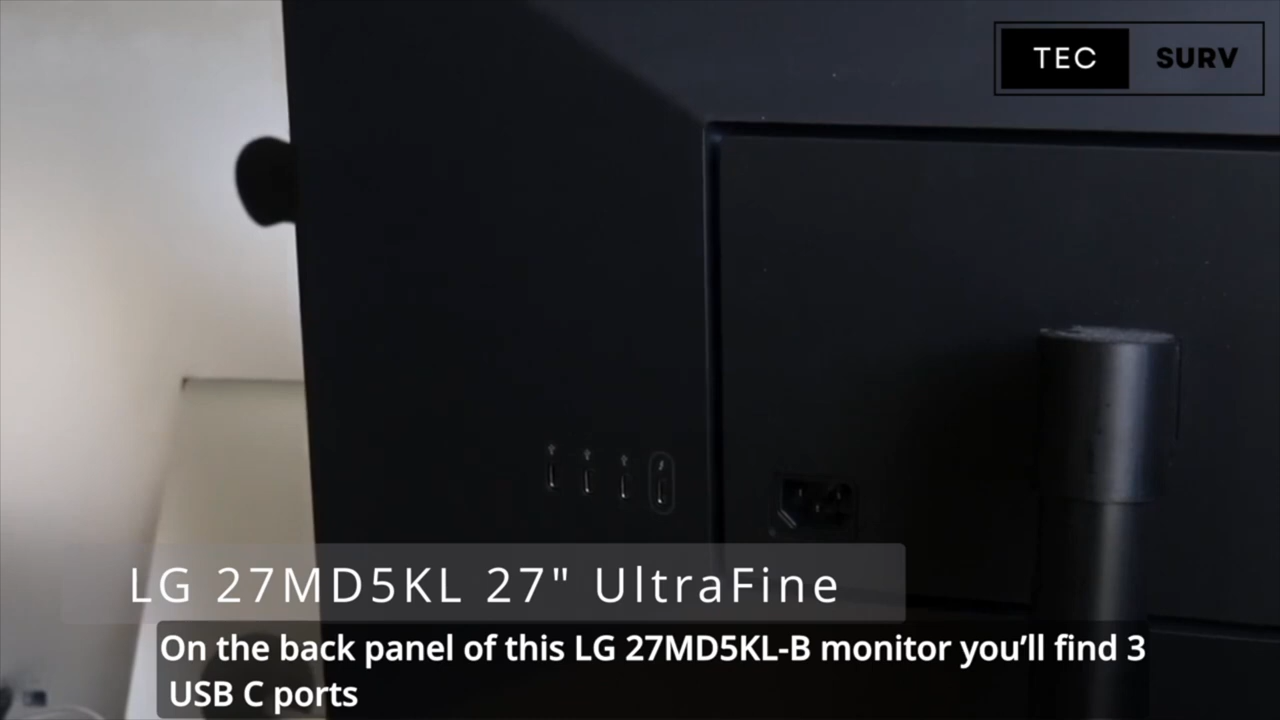 TEC SURV
LG 27MD5KL 27" UltraFine
On the back panel of this LG 27MD5KL-B monitor you’ll find 3
USB C ports